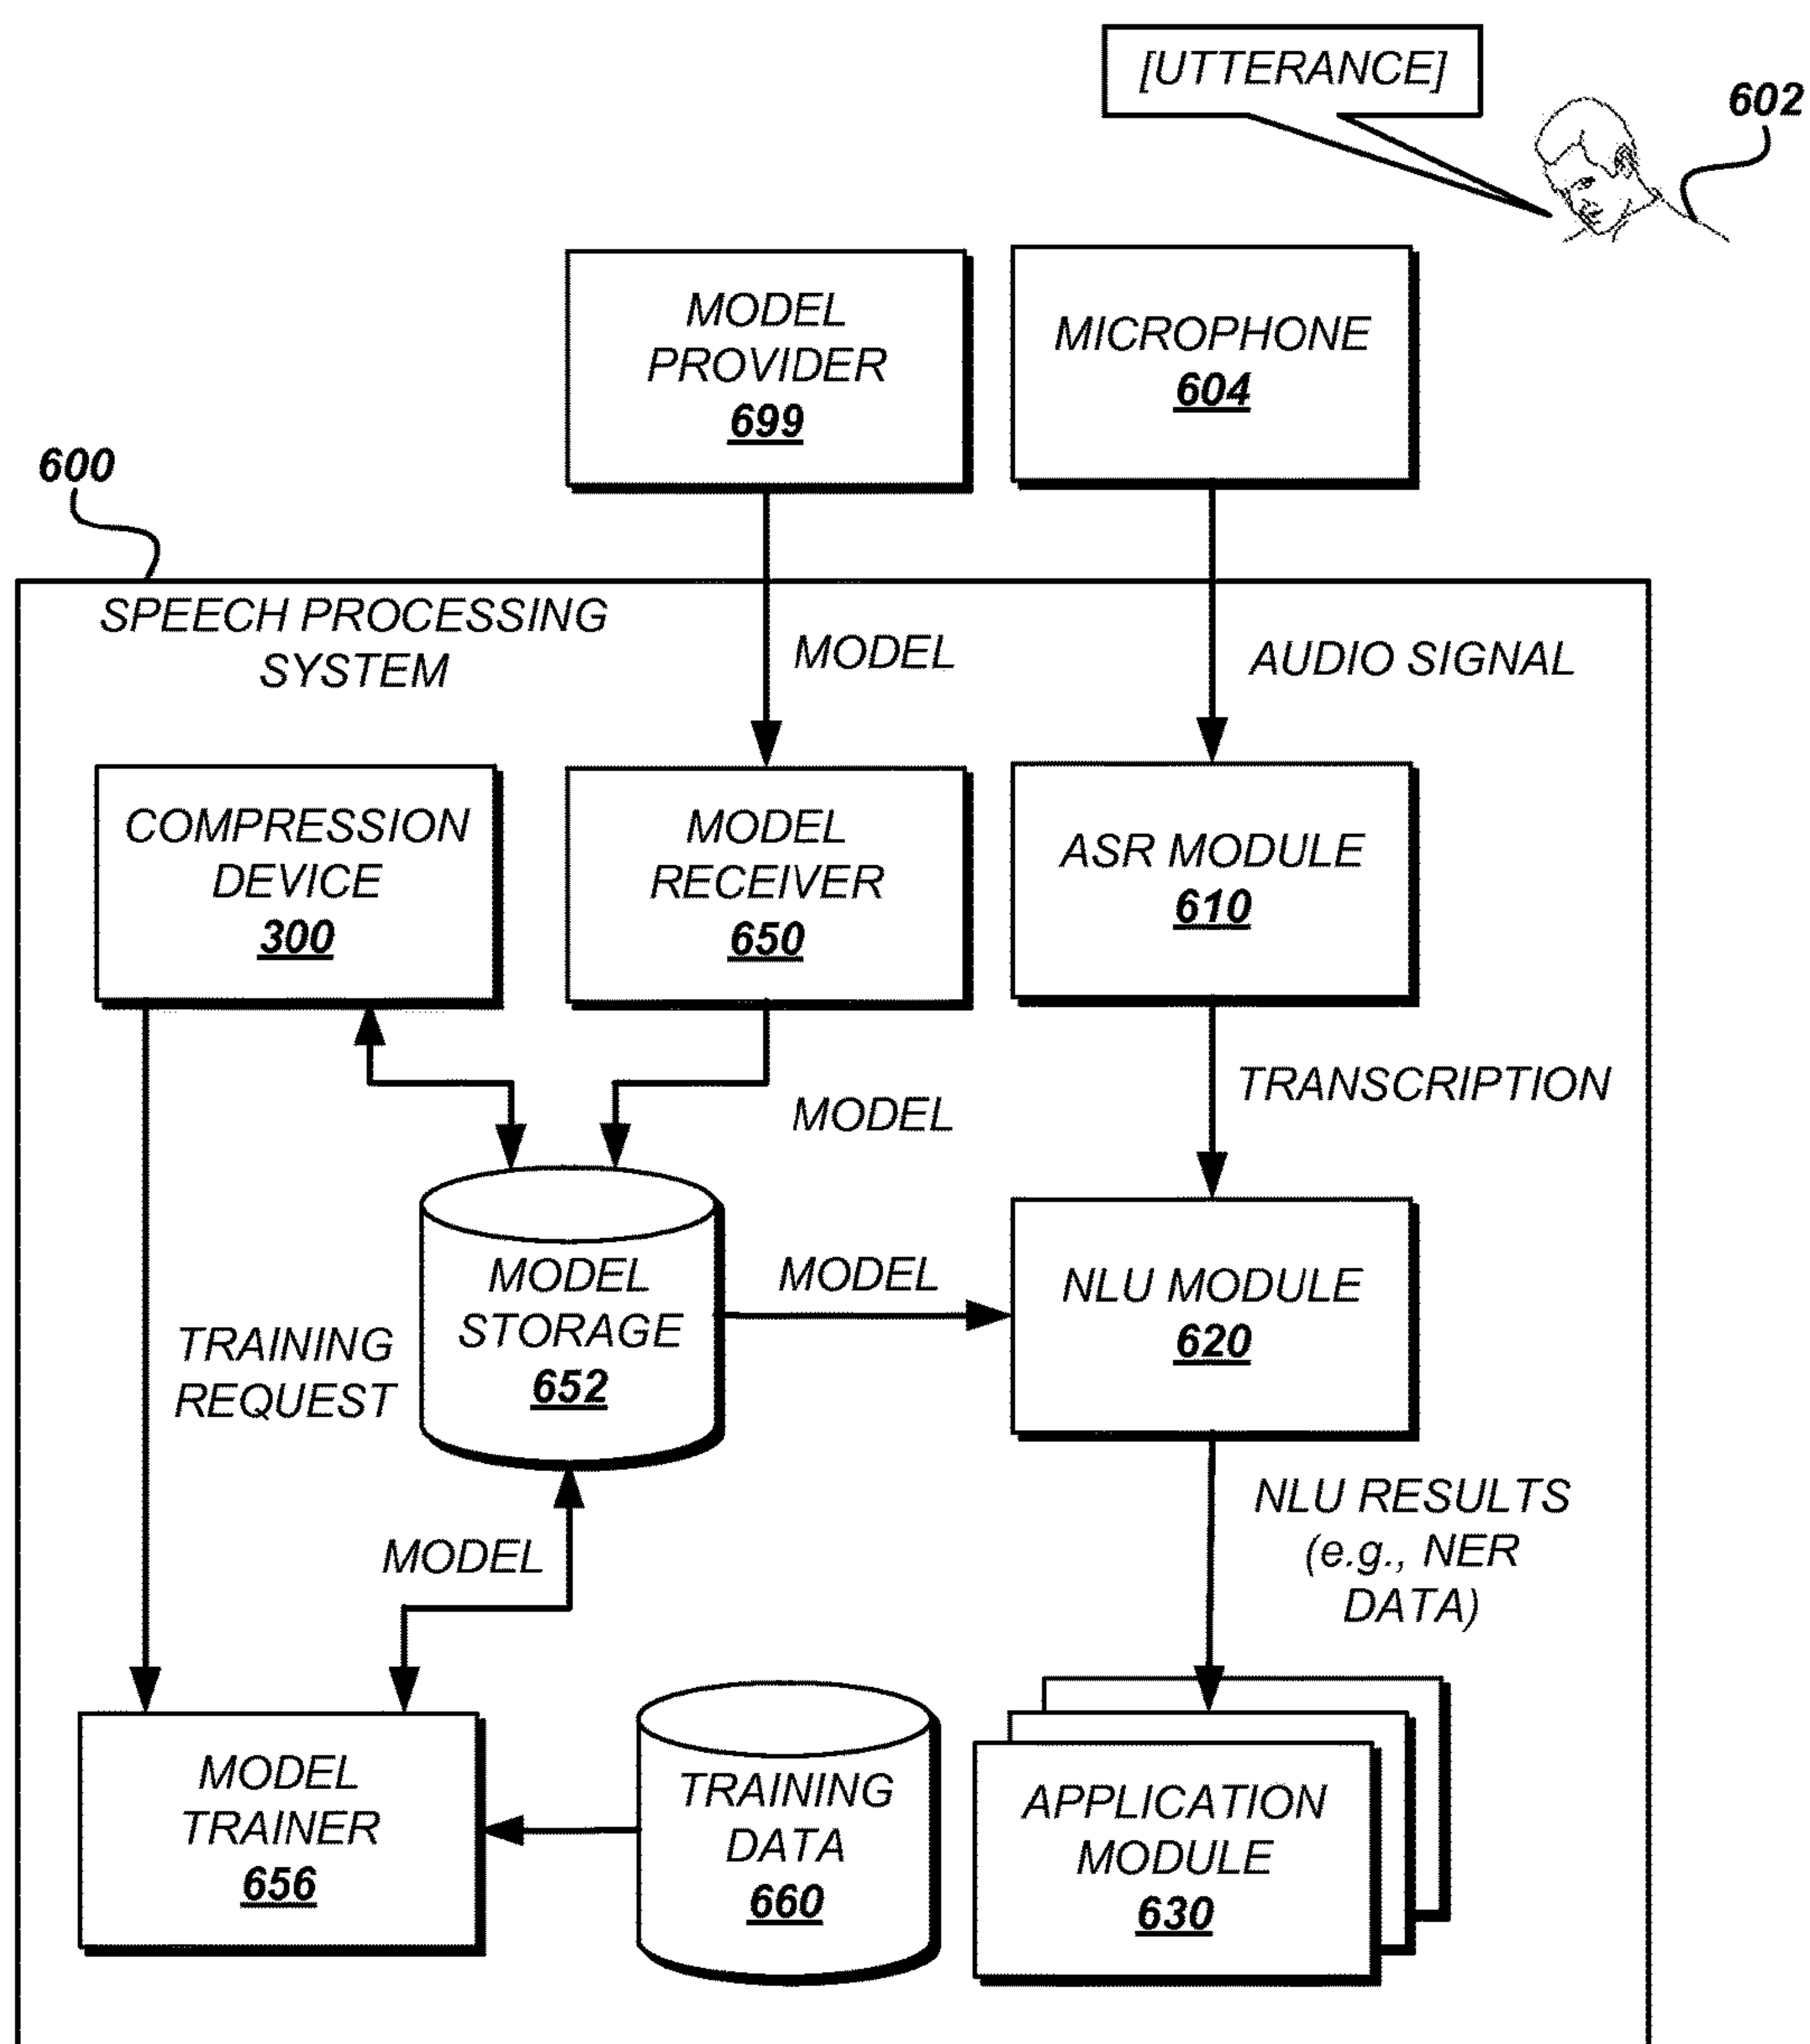 [UTTERANCE]
602
MODEL
PROVIDER
699
MICROPHONE
604
600
SPEECH PROCESSING
SYSTEM
MODEL
AUDIO SIGNAL
COMPRESSION
DEVICE
300
MODEL
RECEIVER
650
ASR MODULE
610
MODEL
TRANSCRIPTION
MODEL
STORAGE
652
MODEL
NLU MODULE
620
TRAINING
REQUEST
MODEL
NLU RESULTS
(e.g., NER
DATA)
MODEL
TRAINER
656
TRAINING
DATA
660
APPLICATION
MODULE
630